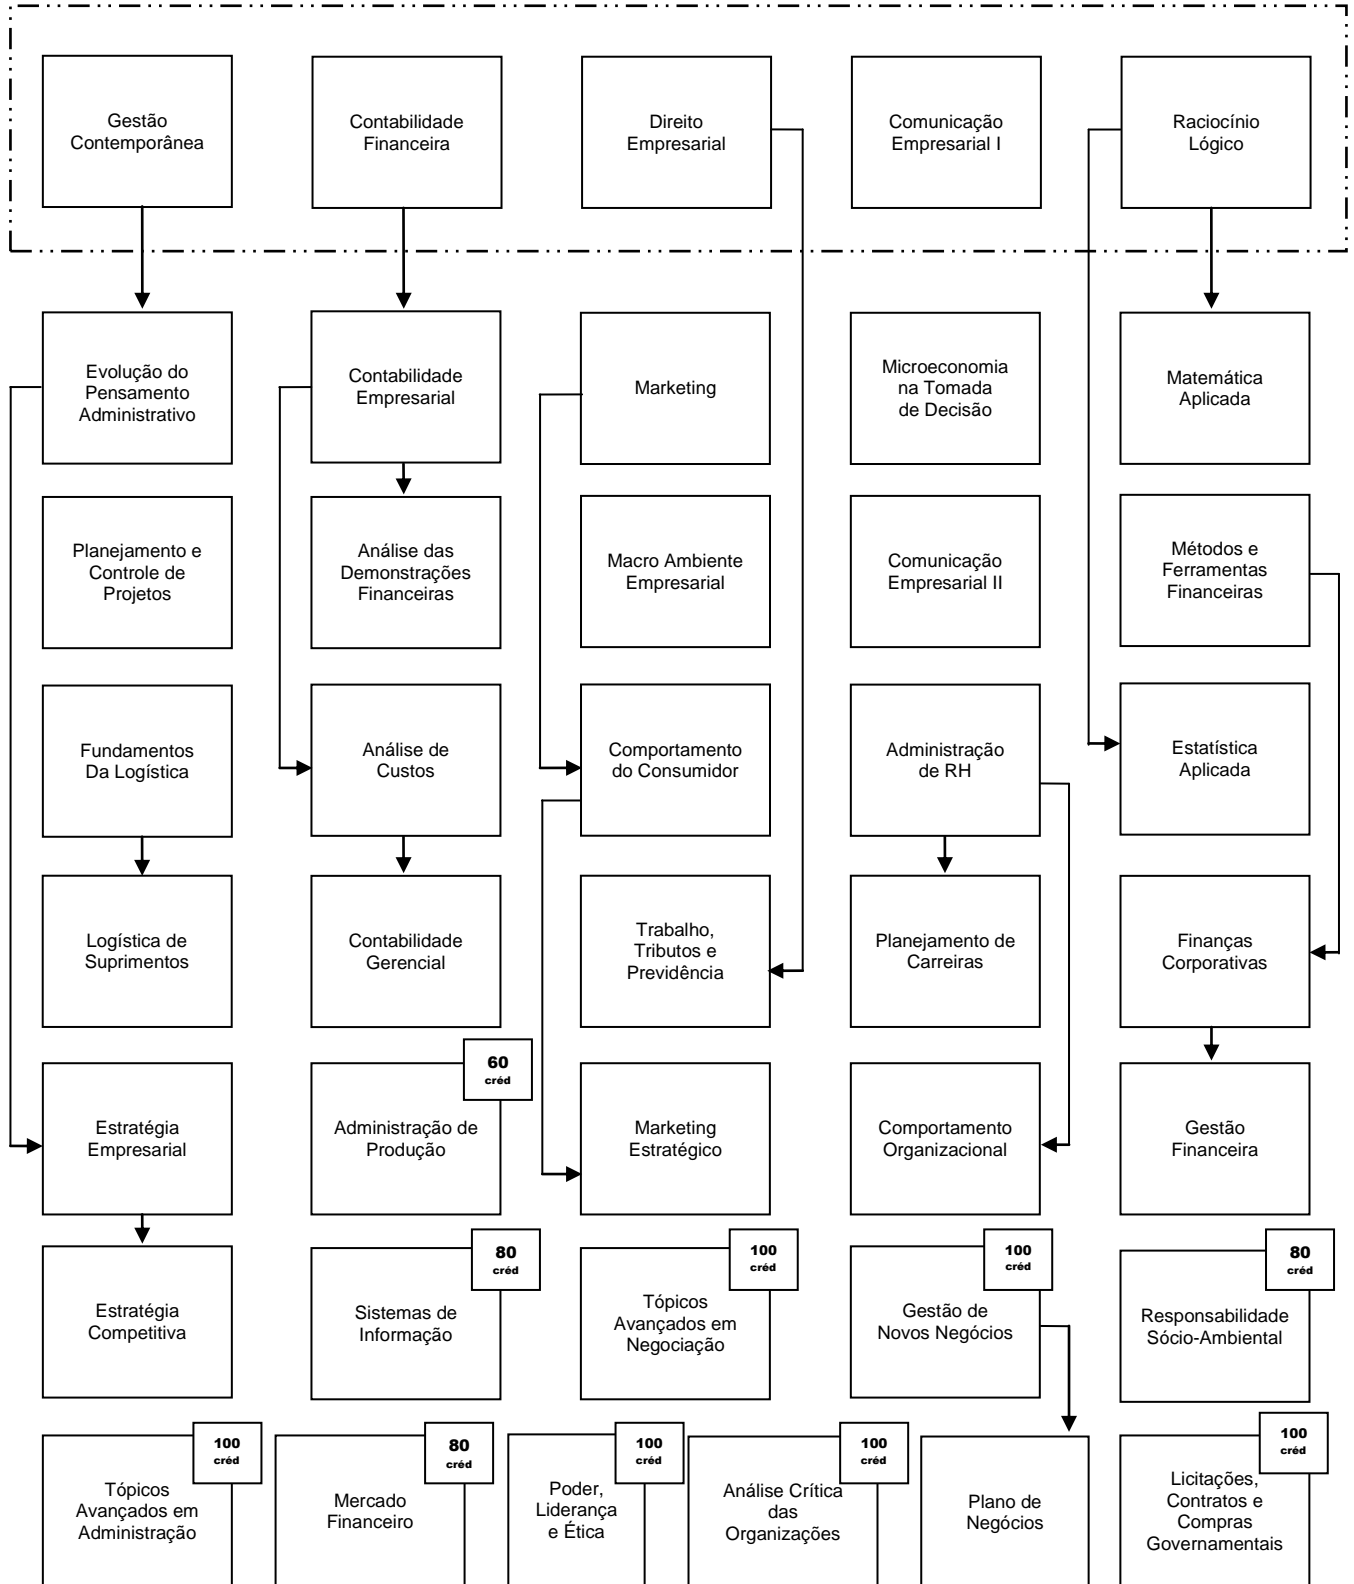 Gestão
Contemporânea
Contabilidade
Financeira
Direito
Empresarial
Comunicação
Empresarial I
Raciocínio
Lógico
Evolução do
Pensamento
Administrativo
Contabilidade
Empresarial
Marketing
Microeconomia
na Tomada
de Decisão
Matemática
Aplicada
Planejamento e
Controle de
Projetos
Análise das
Demonstrações
Financeiras
Macro Ambiente
Empresarial
Comunicação
Empresarial II
Métodos e
Ferramentas
Financeiras
Fundamentos
Da Logística
Análise de
Custos
Comportamento
do Consumidor
Administração
de RH
Estatística
Aplicada
Logística de
Suprimentos
Contabilidade
Gerencial
Trabalho,
Tributos e
Previdência
Planejamento de
Carreiras
Finanças
Corporativas
Estratégia
Empresarial
60
créd
Administração de
Produção
Marketing
Estratégico
Comportamento
Organizacional
Gestão
Financeira
Estratégia
Competitiva
80
créd
Sistemas de
Informação
100
créd
Tópicos
Avançados em
Negociação
100
créd
Gestão de
Novos Negócios
80
créd
Responsabilidade
Sócio-Ambiental
100
créd
Tópicos
Avançados em
Administração
80
créd
Mercado
Financeiro
100
créd
Poder,
Liderança
e Ética
100
créd
Análise Crítica
das
Organizações
Plano de
Negócios
100
créd
Licitações,
Contratos e
Compras
Governamentais